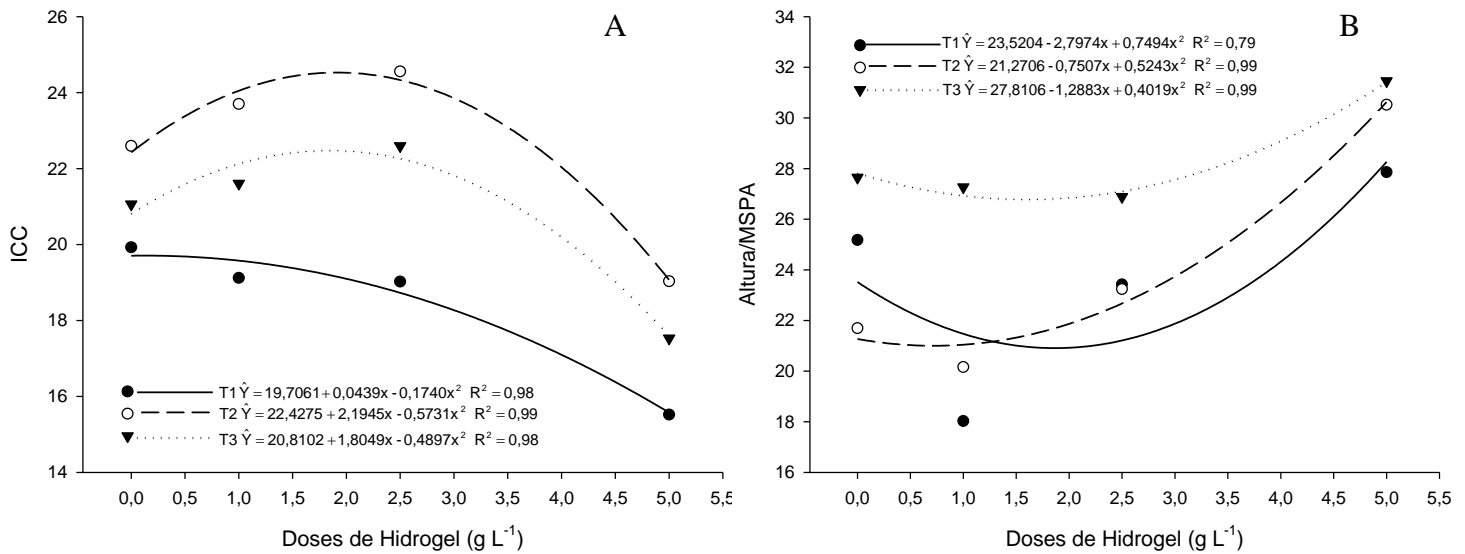 A
26
24
22
20
18
16
14
ICC
T1 Ŷ = 19,7061 + 0,0439x - 0,1740x² R² = 0,98
T2 Ŷ = 22,4275 + 2,1945x - 0,5731x² R² = 0,99
T3 Ŷ = 20,8102 + 1,8049x - 0,4897x² R² = 0,98
0,0 0,5 1,0 1,5 2,0 2,5 3,0 3,5 4,0 4,5 5,0 5,5
Doses de Hidrogel (g L⁻¹)
B
34
32
30
28
26
24
22
20
18
16
Altura/MSPA
T1 Ŷ = 23,5204 - 2,7974x + 0,7494x² R² = 0,79
T2 Ŷ = 21,2706 - 0,7507x + 0,5243x² R² = 0,99
T3 Ŷ = 27,8106 - 1,2883x + 0,4019x² R² = 0,99
0,0 0,5 1,0 1,5 2,0 2,5 3,0 3,5 4,0 4,5 5,0 5,5
Doses de Hidrogel (g L⁻¹)